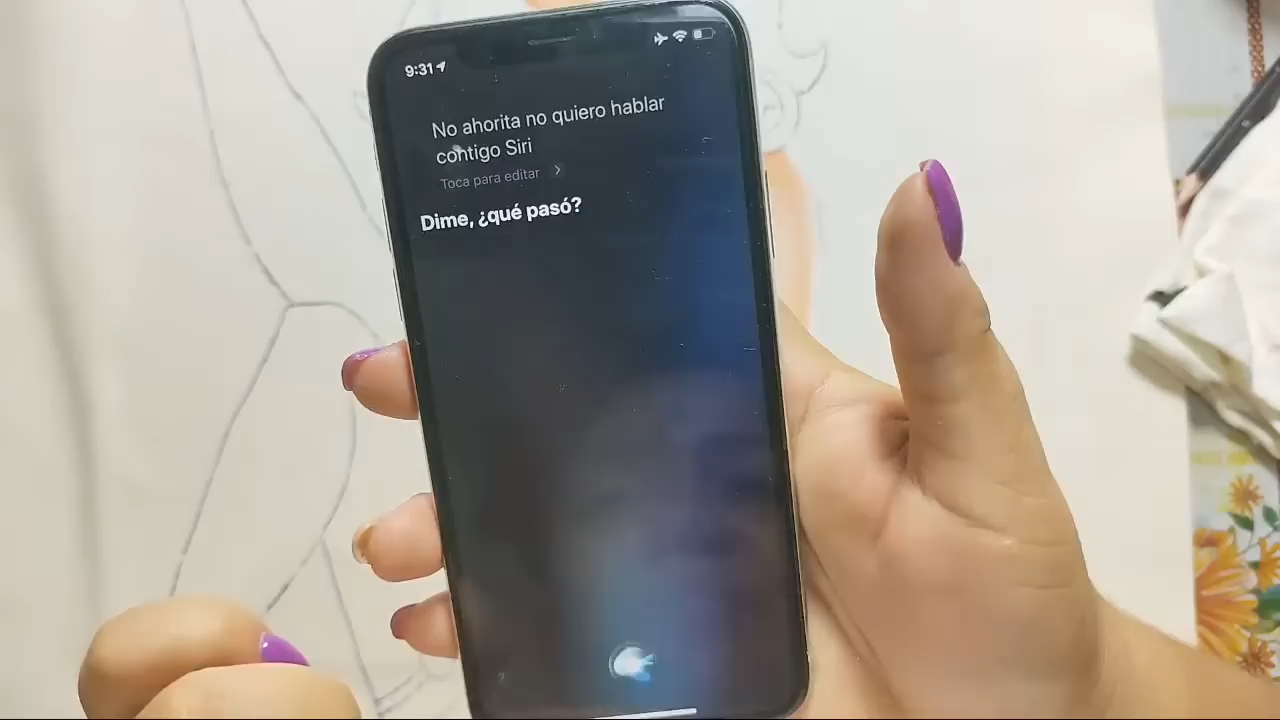 9:31
No ahorita no quiero hablar
contigo Siri
Toca para editar
Dime, ¿qué pasó?